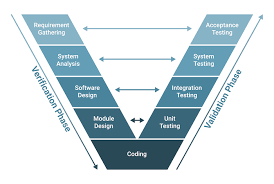 Requirement
Gathering
Acceptance
Testing
System
Analysis
System
Testing
Software
Design
Integration
Testing
Module
Design
Unit
Testing
Coding
Verification Phase
Validation Phase